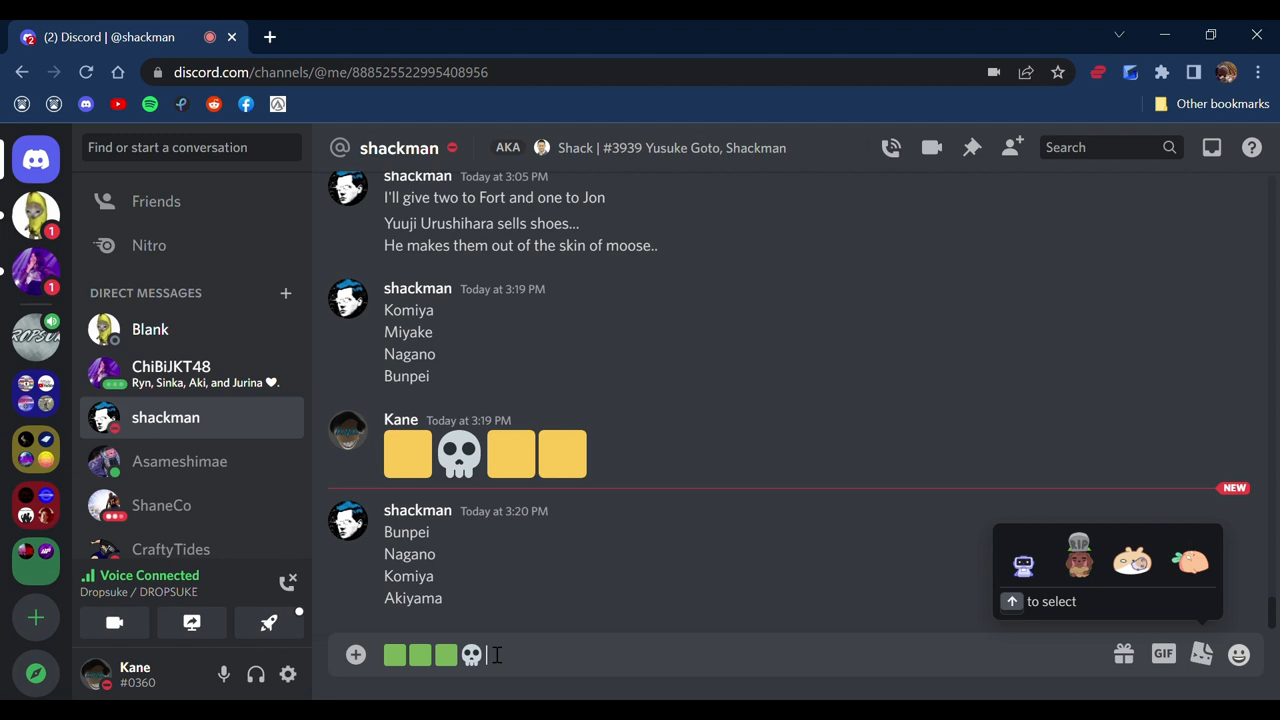 (2) Discord | @shackman
discord.com/channels/@me/888525522995408956
Other bookmarks
Find or start a conversation
shackman
AKA
Shack | #3939 Yusuke Goto, Shackman
Search
Friends
Nitro
DIRECT MESSAGES
Blank
ChiBiJKT48
Ryn, Sinka, Aki, and Jurina 🤍.
shackman
Asameshimae
ShaneCo
CraftyTides
Voice Connected
Dropsuke / DROPSUKE
Kane
#0360
2
1
1
shackman Today at 3:05 PM
I'll give two to Fort and one to Jon
Yuuji Urushihara sells shoes...
He makes them out of the skin of moose..
shackman Today at 3:19 PM
Komiya
Miyake
Nagano
Bunpei
Kane Today at 3:19 PM
NEW
shackman Today at 3:20 PM
Bunpei
Nagano
Komiya
Akiyama
RIP
to select
GIF